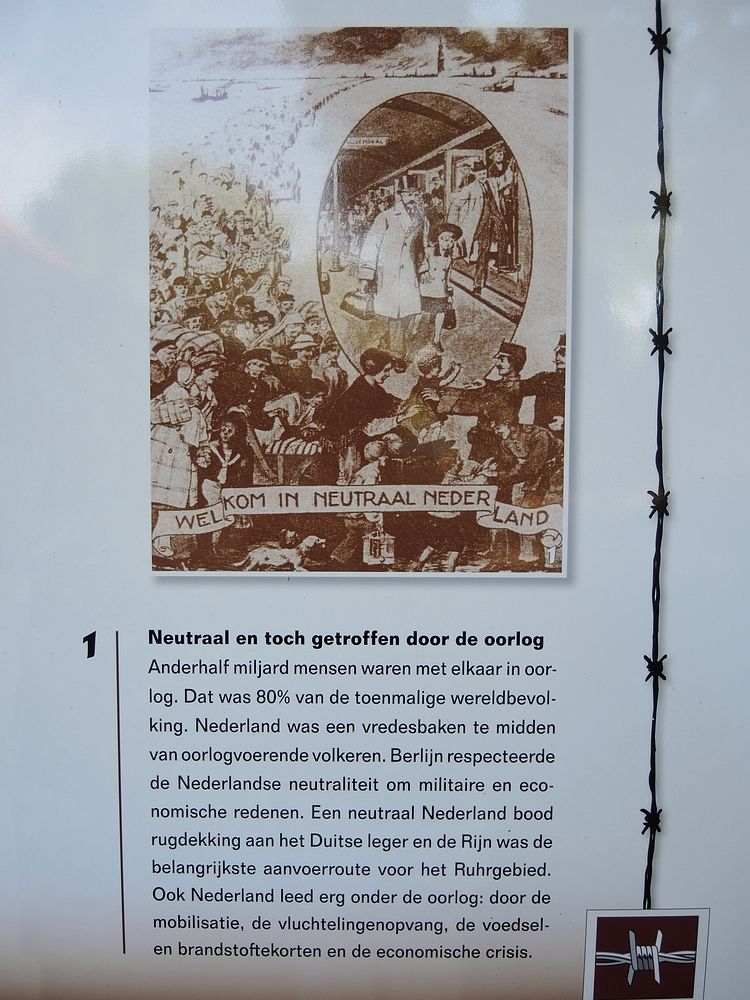 WELKOM IN NEUTRAAL NEDERLAND
1
1
Neutraal en toch getroffen door de oorlog
Anderhalf miljard mensen waren met elkaar in oor-
log. Dat was 80% van de toenmalige wereldbevol-
king. Nederland was een vredesbaken te midden
van oorlogvoerende volkeren. Berlijn respecteerde
de Nederlandse neutraliteit om militaire en eco-
nomische redenen. Een neutraal Nederland bood
rugdekking aan het Duitse leger en de Rijn was de
belangrijkste aanvoerroute voor het Ruhrgebied.
Ook Nederland leed erg onder de oorlog: door de
mobilisatie, de vluchtelingenopvang, de voedsel-
en brandstoftekorten en de economische crisis.